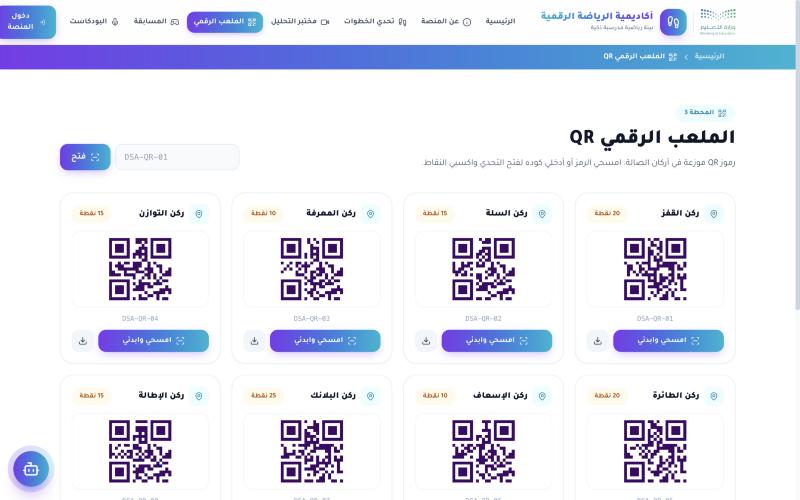 وزارة التعليم
Ministry of Education
أكاديمية الرياضة الرقمية
بيئة رياضية مدرسية ذكية
الرئيسية
عن المنصة
تحدي الخطوات
مختبر التحليل
الملعب الرقمي QR
المسابقة
البودكاست
دخول المنصة
الرئيسية
الملعب الرقمي QR
المحطة 3
الملعب الرقمي QR
رموز QR موزعة في أركان الصالة. امسحي الرمز أو أدخلي كوده لفتح التحدي واكسبي النقاط.
DSA-QR-01
فتح
ركن القفز
20 نقطة
DSA-QR-01
امسحي وابدئي
ركن السلة
15 نقطة
DSA-QR-02
امسحي وابدئي
ركن المعرفة
10 نقطة
DSA-QR-03
امسحي وابدئي
ركن التوازن
15 نقطة
DSA-QR-04
امسحي وابدئي
ركن الطائرة
20 نقطة
ركن الإسعاف
10 نقطة
ركن البلانك
25 نقطة
ركن الإطالة
15 نقطة